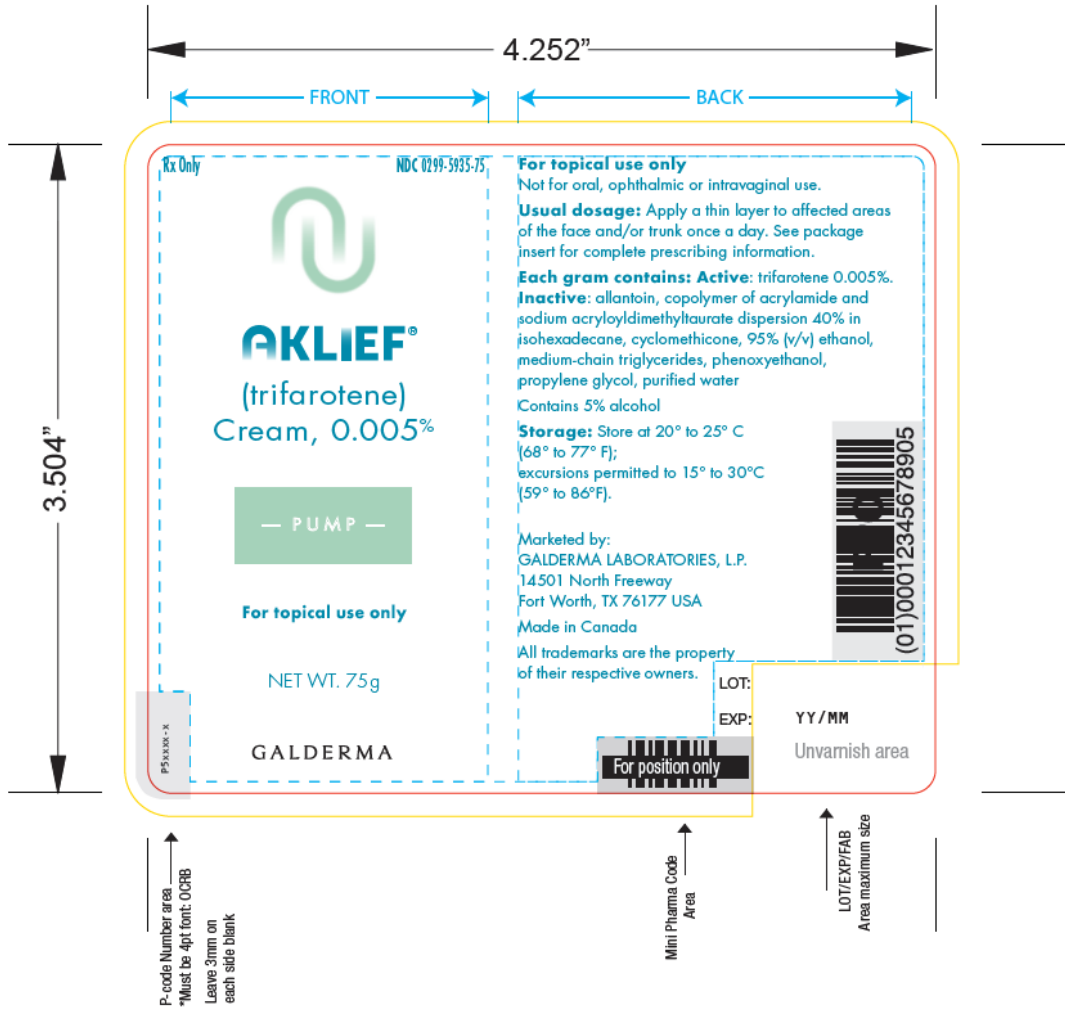 4.252”
FRONT
BACK
3.504”
Rx Only
NDC 0299-5935-75
AKLIEF®
(trifarotene)
Cream, 0.005%
— PUMP —
For topical use only
NET WT. 75g
GALDERMA
P5xxxx-x
For topical use only
Not for oral, ophthalmic or intravaginal use.
Usual dosage: Apply a thin layer to affected areas
of the face and/or trunk once a day. See package
insert for complete prescribing information.
Each gram contains: Active: trifarotene 0.005%.
Inactive: allantoin, copolymer of acrylamide and
sodium acryloyldimethyltaurate dispersion 40% in
isohexadecane, cyclomethicone, 95% (v/v) ethanol,
medium-chain triglycerides, phenoxyethanol,
propylene glycol, purified water
Contains 5% alcohol
Storage: Store at 20° to 25° C
(68° to 77° F);
excursions permitted to 15° to 30°C
(59° to 86°F).
Marketed by:
GALDERMA LABORATORIES, L.P.
14501 North Freeway
Fort Worth, TX 76177 USA
Made in Canada
All trademarks are the property
of their respective owners.
(01)00012345678905
LOT:
EXP:
YY/MM
Unvarnish area
For position only
P-code Number area
*Must be 4pt font: OCRB
Leave 3mm on
each side blank
Mini Pharma Code
Area
LOT/EXP/FAB
Area maximum size